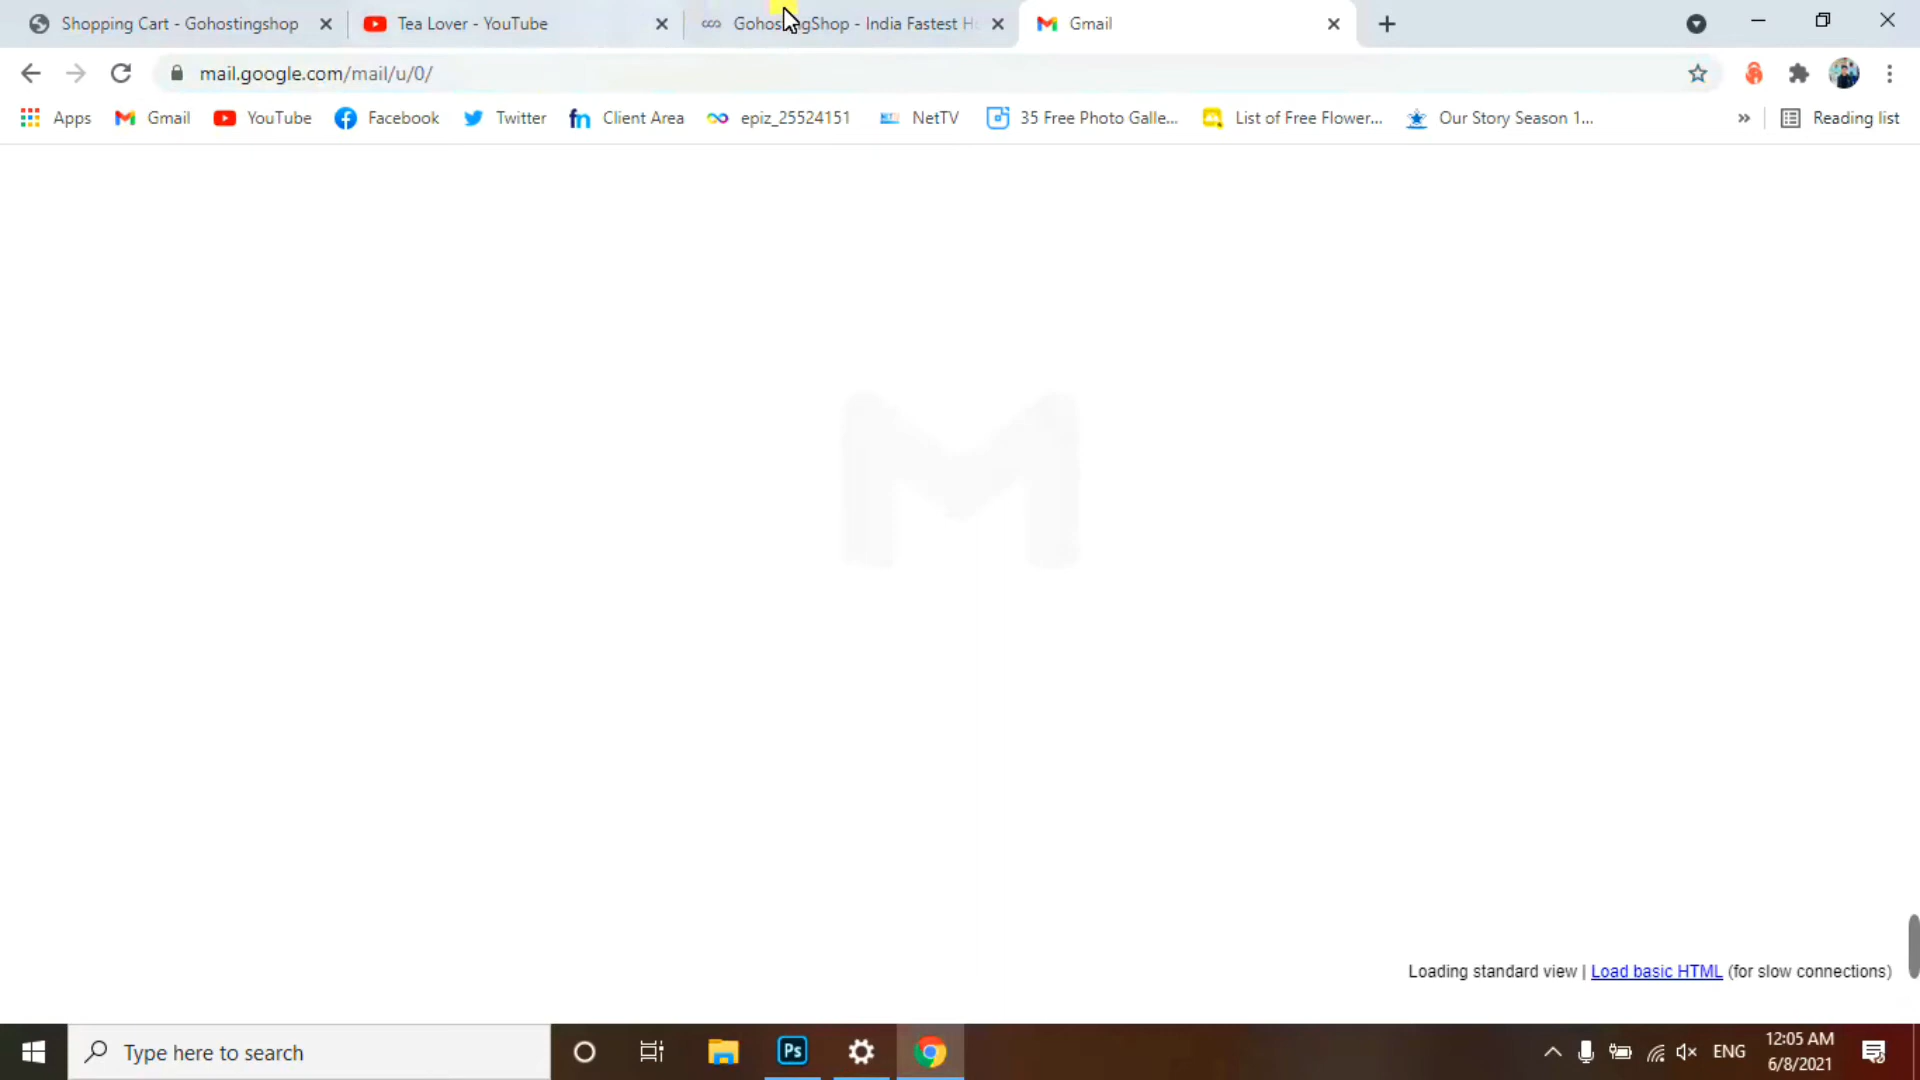 Shopping Cart - Gohostingshop
Tea Lover - YouTube
GohostingShop - India Fastest H
Gmail
mail.google.com/mail/u/0/
Apps
Gmail
YouTube
Facebook
Twitter
Client Area
epiz_25524151
NetTV
35 Free Photo Galle...
List of Free Flower...
Our Story Season 1...
»
Reading list
Loading standard view | Load basic HTML (for slow connections)
Type here to search
Ps
ENG
12:05 AM
6/8/2021